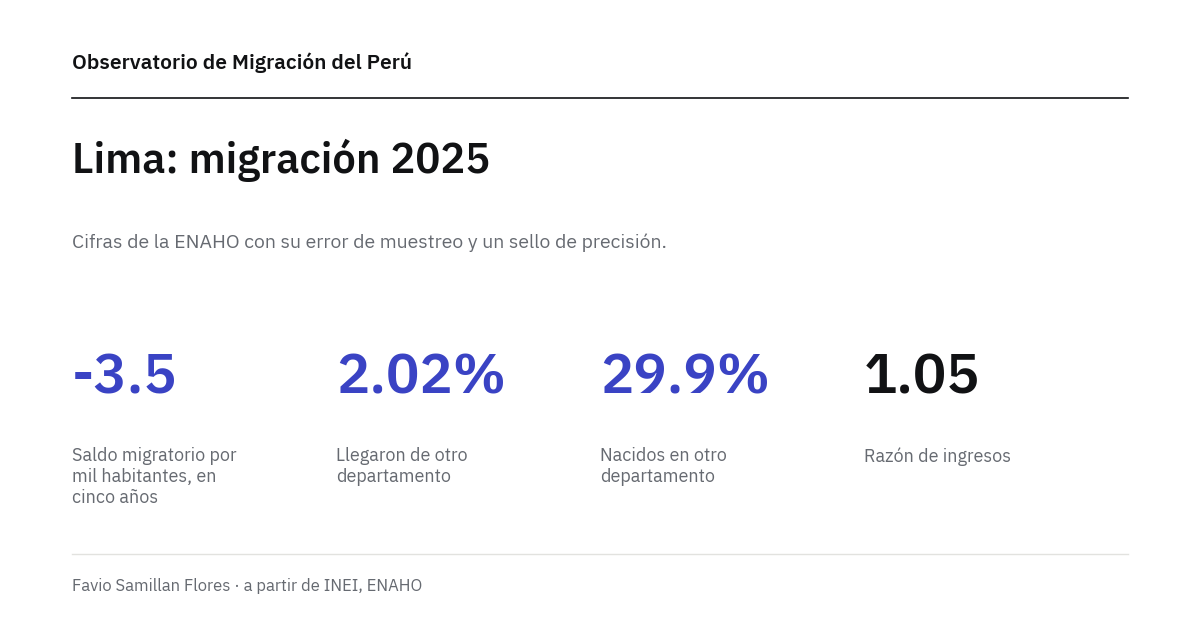 Observatorio de Migración del Perú
Lima: migración 2025
Cifras de la ENAHO con su error de muestreo y un sello de precisión.
-3.5
Saldo migratorio por
mil habitantes, en
cinco años
2.02%
Llegaron de otro
departamento
29.9%
Nacidos en otro
departamento
1.05
Razón de ingresos
Favio Samillan Flores · a partir de INEI, ENAHO